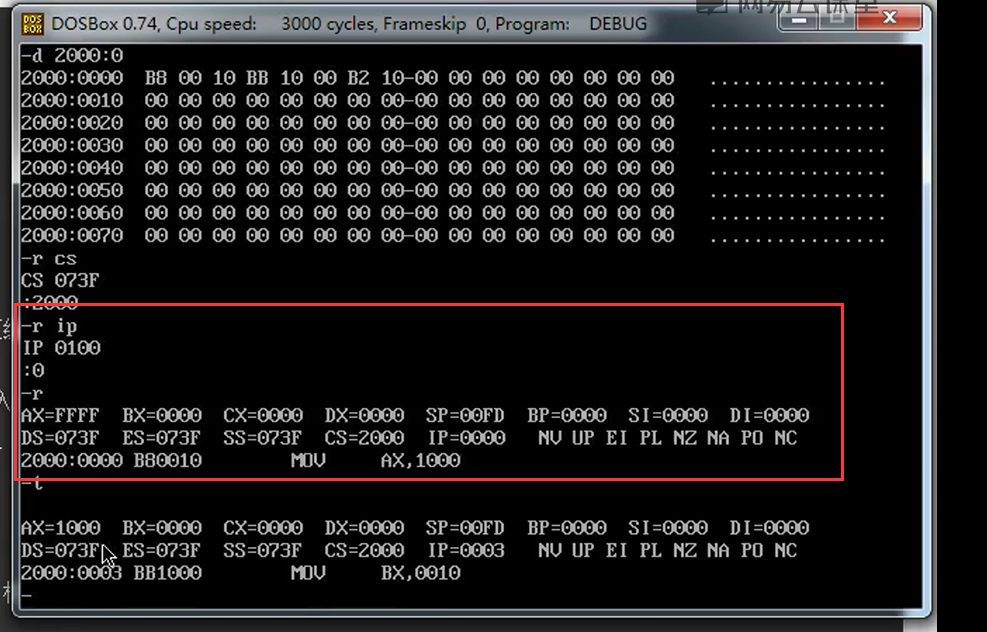 网易云课堂
DOSBox 0.74, Cpu speed: 3000 cycles, Frameskip 0, Program: DEBUG
-d 2000:0
2000:0000 B8 00 10 BB 10 00 B2 10-00 00 00 00 00 00 00 00 ................
2000:0010 00 00 00 00 00 00 00 00-00 00 00 00 00 00 00 00 ................
2000:0020 00 00 00 00 00 00 00 00-00 00 00 00 00 00 00 00 ................
2000:0030 00 00 00 00 00 00 00 00-00 00 00 00 00 00 00 00 ................
2000:0040 00 00 00 00 00 00 00 00-00 00 00 00 00 00 00 00 ................
2000:0050 00 00 00 00 00 00 00 00-00 00 00 00 00 00 00 00 ................
2000:0060 00 00 00 00 00 00 00 00-00 00 00 00 00 00 00 00 ................
2000:0070 00 00 00 00 00 00 00 00-00 00 00 00 00 00 00 00 ................
-r cs
CS 073F
:2000
-r ip
IP 0100
:0
-r
AX=FFFF BX=0000 CX=0000 DX=0000 SP=00FD BP=0000 SI=0000 DI=0000
DS=073F ES=073F SS=073F CS=2000 IP=0000 NV UP EI PL NZ NA PO NC
2000:0000 B80010 MOV AX,1000
-t
AX=1000 BX=0000 CX=0000 DX=0000 SP=00FD BP=0000 SI=0000 DI=0000
DS=073F ES=073F SS=073F CS=2000 IP=0003 NV UP EI PL NZ NA PO NC
2000:0003 BB1000 MOV BX,0010
-